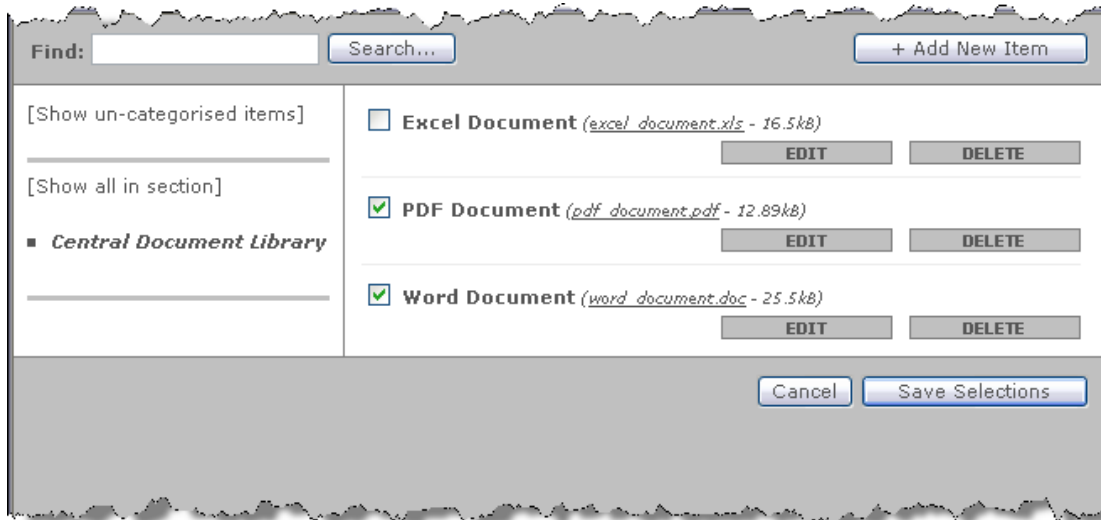 Find: Search... + Add New Item
[Show un-categorised items]
[Show all in section]
Central Document Library
Excel Document (excel_document.xls - 16.5kB)
EDIT DELETE
PDF Document (pdf_document.pdf - 12.89kB)
EDIT DELETE
Word Document (word_document.doc - 25.5kB)
EDIT DELETE
Cancel Save Selections